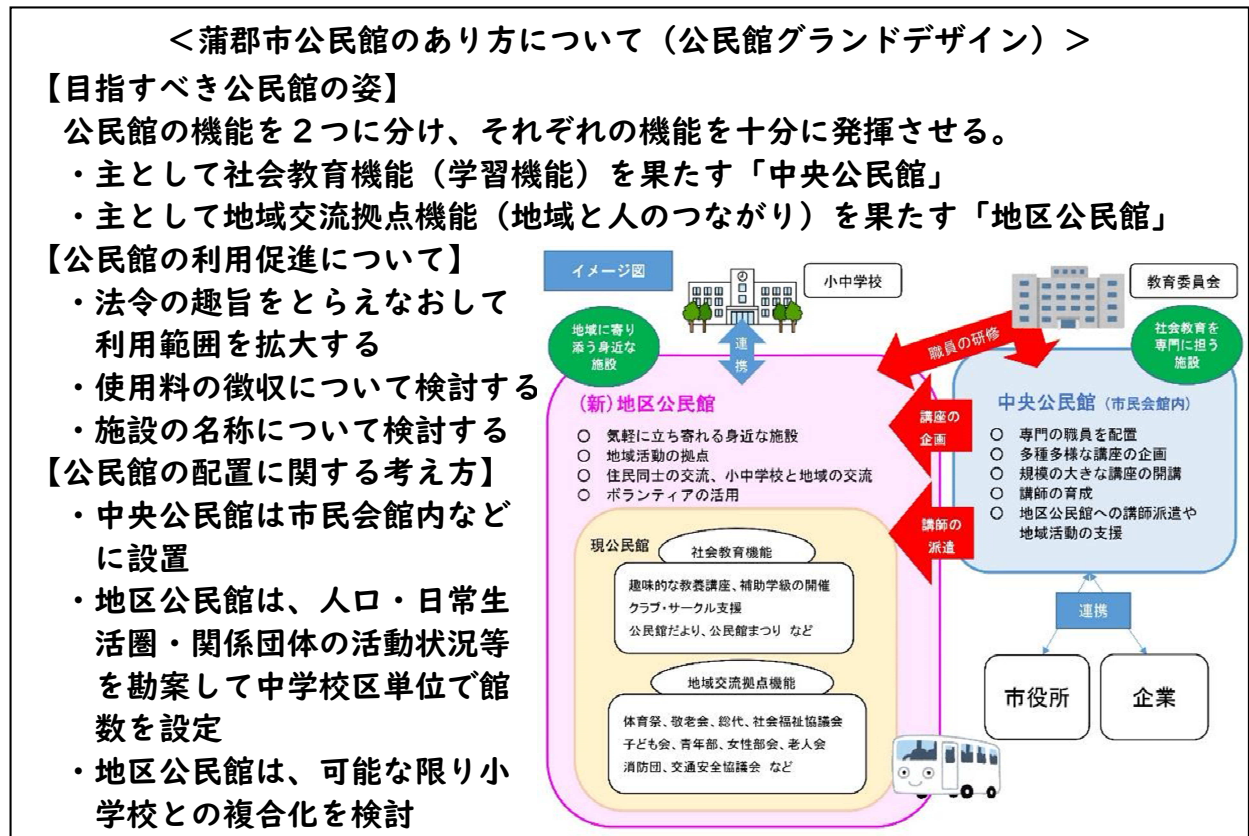 ＜蒲郡市公民館のあり方について（公民館グランドデザイン）＞
【目指すべき公民館の姿】
公民館の機能を２つに分け、それぞれの機能を十分に発揮させる。
・主として社会教育機能（学習機能）を果たす「中央公民館」
・主として地域交流拠点機能（地域と人のつながり）を果たす「地区公民館」
【公民館の利用促進について】
・法令の趣旨をとらえなおして
利用範囲を拡大する
・使用料の徴収について検討する
・施設の名称について検討する
【公民館の配置に関する考え方】
・中央公民館は市民会館内など
に設置
・地区公民館は、人口・日常生
活圏・関係団体の活動状況等
を勘案して中学校区単位で館
数を設定
・地区公民館は、可能な限り小
学校との複合化を検討
イメージ図
小中学校
教育委員会
地域に寄り
添う身近な
施設
連
携
職員の研修
社会教育を
専門に担う
施設
(新)地区公民館
○ 気軽に立ち寄れる身近な施設
○ 地域活動の拠点
○ 住民同士の交流、小中学校と地域の交流
○ ボランティアの活用
講座の
企画
講師の
派遣
中央公民館（市民会館内）
○ 専門の職員を配置
○ 多種多様な講座の企画
○ 規模の大きな講座の開講
○ 講師の育成
○ 地区公民館への講師派遣や
地域活動の支援
現公民館
社会教育機能
趣味的な教養講座、補助学級の開催
クラブ・サークル支援
公民館だより、公民館まつり など
地域交流拠点機能
体育祭、敬老会、総代、社会福祉協議会
子ども会、青年部、女性部会、老人会
消防団、交通安全協議会 など
連携
市役所
企業